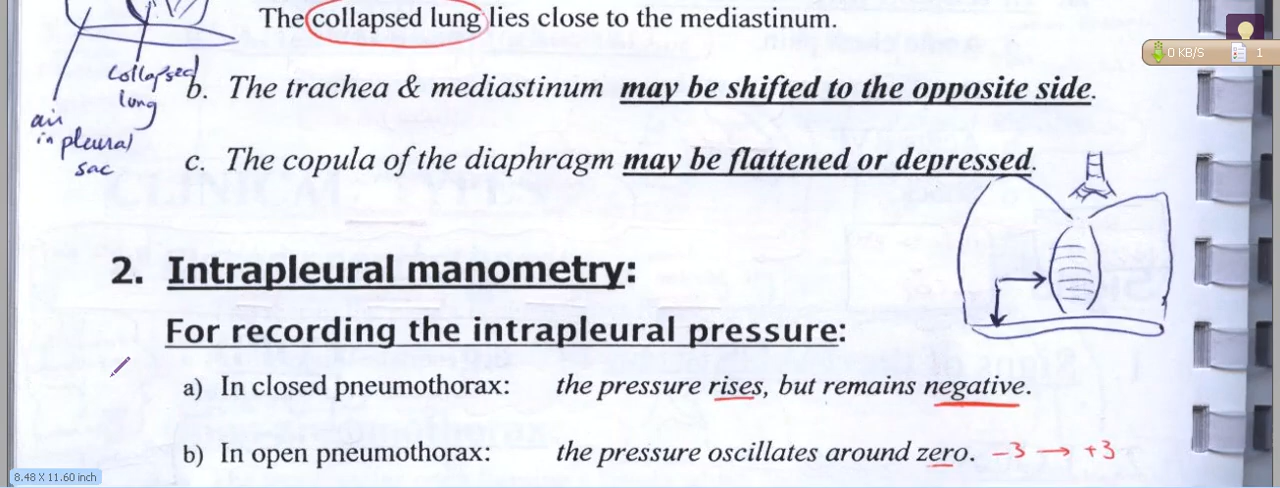 The collapsed lung lies close to the mediastinum.
collapsed
lung
air
in pleural
sac
b. The trachea & mediastinum may be shifted to the opposite side.
c. The copula of the diaphragm may be flattened or depressed.
2. Intrapleural manometry:
For recording the intrapleural pressure:
a) In closed pneumothorax: the pressure rises, but remains negative.
b) In open pneumothorax: the pressure oscillates around zero. -3 → +3
0 KB/S
1
8.48 X 11.60 inch